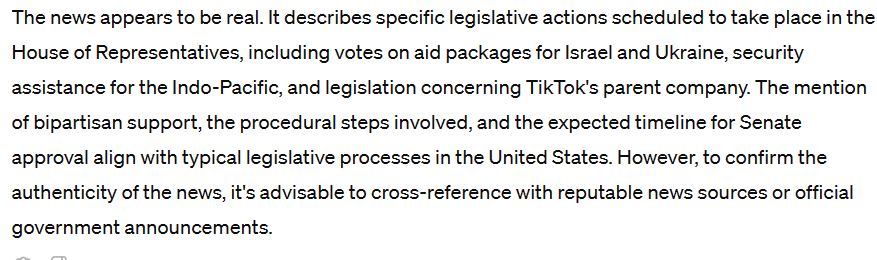 The news appears to be real. It describes specific legislative actions scheduled to take place in the
House of Representatives, including votes on aid packages for Israel and Ukraine, security
assistance for the Indo-Pacific, and legislation concerning TikTok's parent company. The mention
of bipartisan support, the procedural steps involved, and the expected timeline for Senate
approval align with typical legislative processes in the United States. However, to confirm the
authenticity of the news, it's advisable to cross-reference with reputable news sources or official
government announcements.